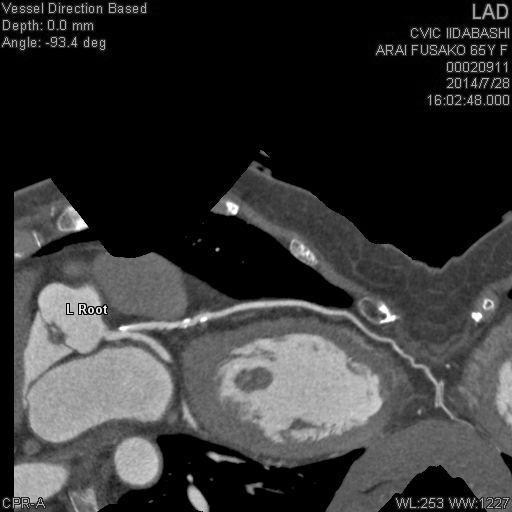 Vessel Direction Based
Depth: 0.0 mm
Angle: -93.4 deg
LAD
CVIC IIDABASHI
ARAI FUSAKO 65Y F
00020911
2014/7/28
16:02:48.000
L Root
CPR-A
WL:253 WW:1227